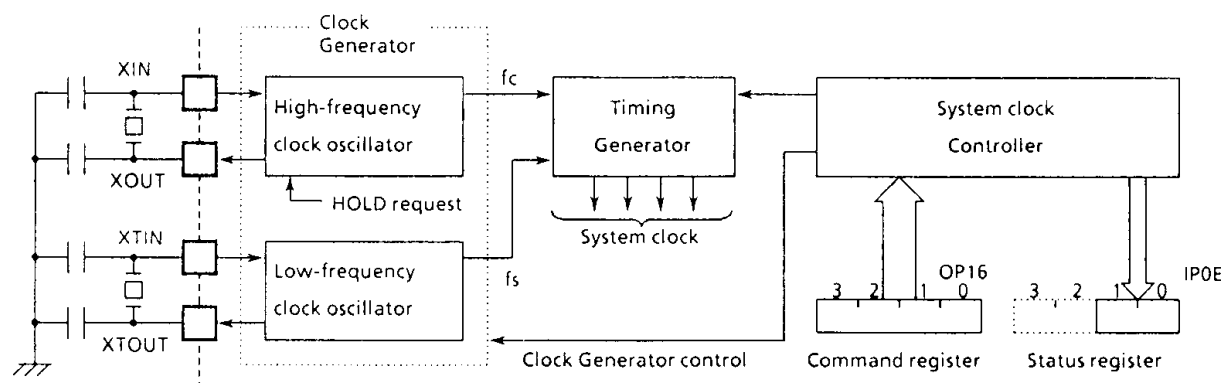 Clock
Generator
XIN
High-frequency
clock oscillator
fc
Timing
Generator
System clock
Controller
XOUT
HOLD request
System clock
XTIN
Low-frequency
clock oscillator
fs
XTOUT
OP16
3 2 1 0
IP0E
3 2 1 0
Clock Generator control
Command register
Status register